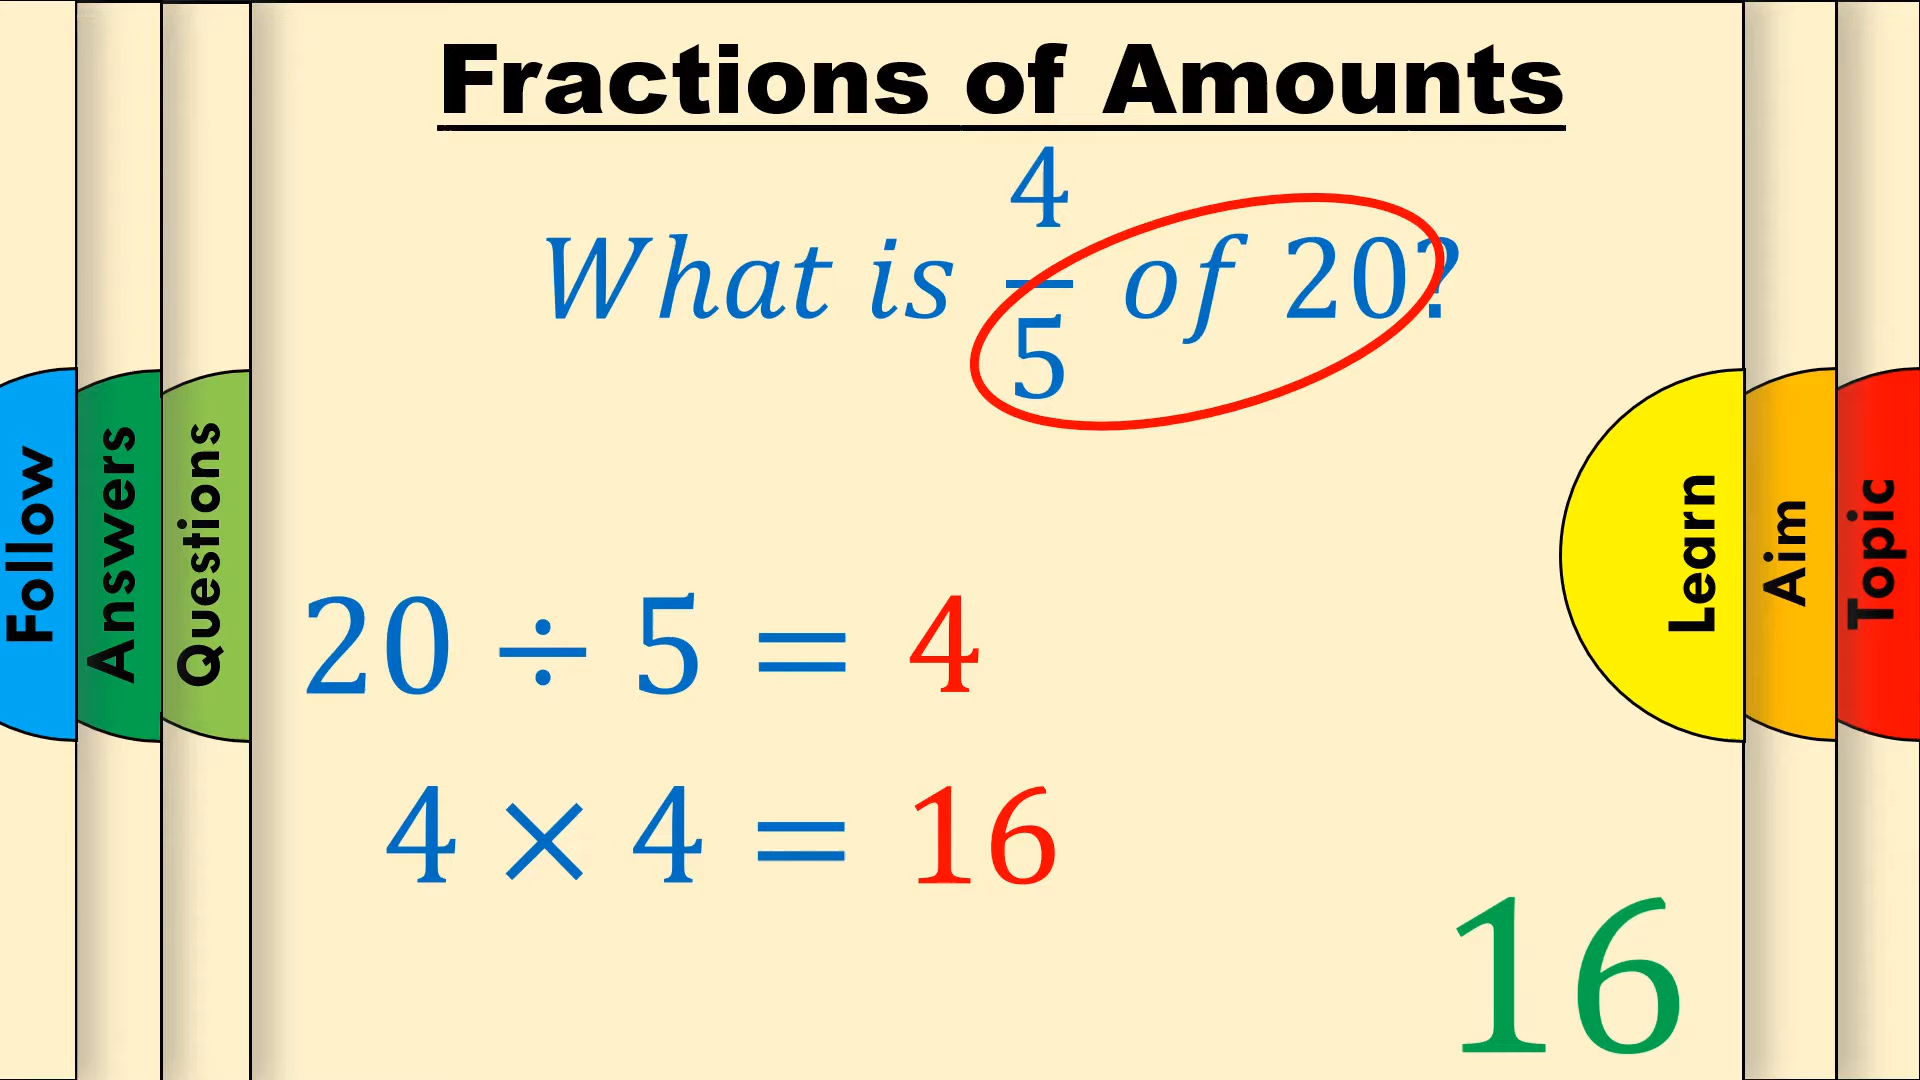 Fractions of Amounts
What is 4/5 of 20?
20 ÷ 5 = 4
4 × 4 = 16
16
Follow
Answers
Questions
Learn
Aim
Topic